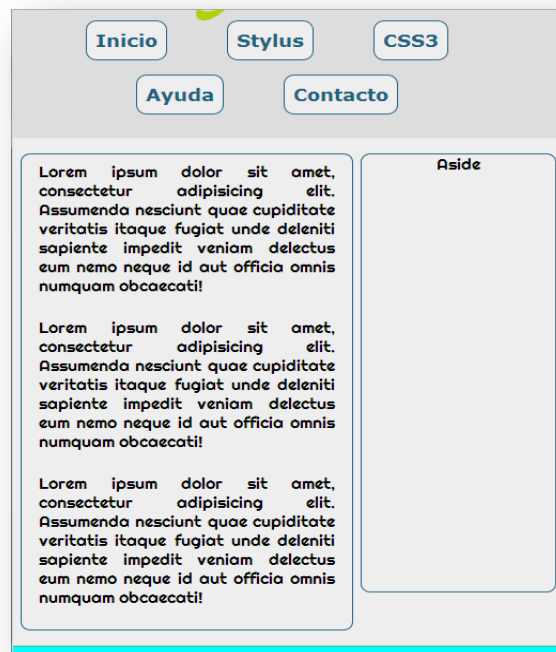 Inicio Stylus CSS3
Ayuda Contacto
Lorem ipsum dolor sit amet,
consectetur adipisicing elit.
Assumenda nesciunt quae cupiditate
veritatis itaque fugiat unde deleniti
sapiente impedit veniam delectus
eum nemo neque id aut officia omnis
numquam obcaecati!
Lorem ipsum dolor sit amet,
consectetur adipisicing elit.
Assumenda nesciunt quae cupiditate
veritatis itaque fugiat unde deleniti
sapiente impedit veniam delectus
eum nemo neque id aut officia omnis
numquam obcaecati!
Lorem ipsum dolor sit amet,
consectetur adipisicing elit.
Assumenda nesciunt quae cupiditate
veritatis itaque fugiat unde deleniti
sapiente impedit veniam delectus
eum nemo neque id aut officia omnis
numquam obcaecati!
Aside